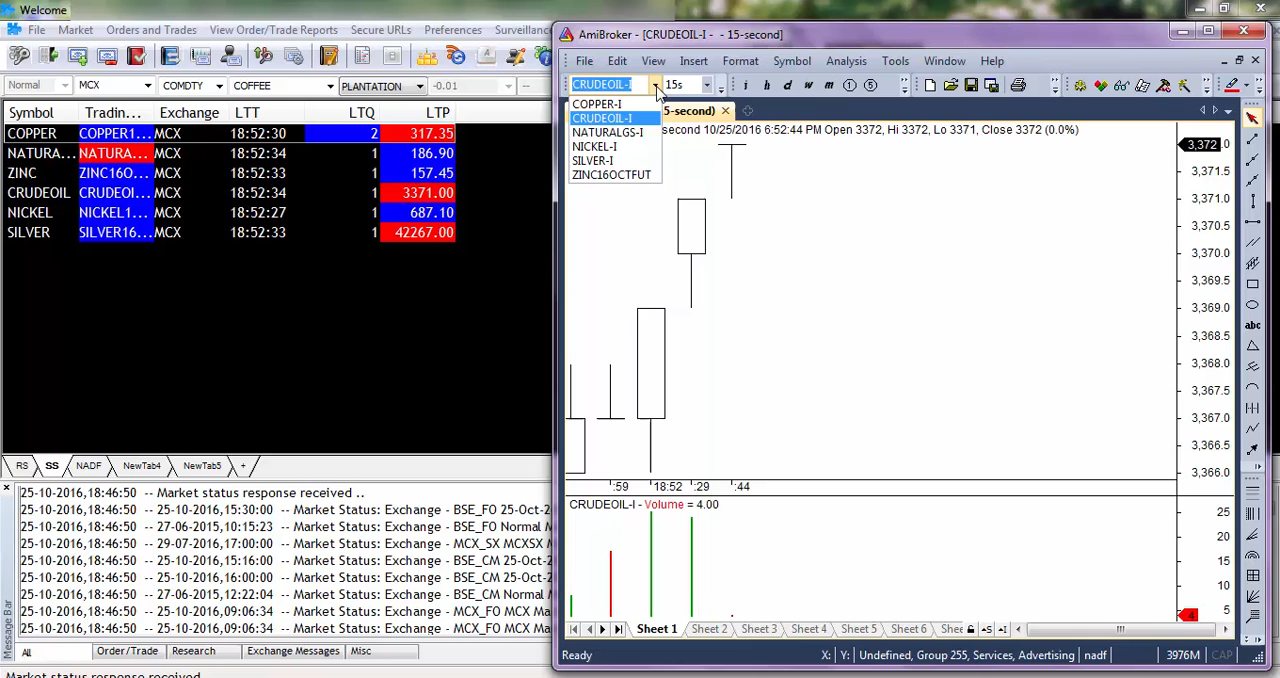 Welcome
File Market Orders and Trades View Order/Trade Reports Secure URLs Preferences Surveillanc
Normal MCX COMDTY COFFEE PLANTATION -0.01 --
Symbol Tradin... Exchange LTT LTQ LTP
COPPER COPPER1... MCX 18:52:30 2 317.35
NATURA... NATURA... MCX 18:52:34 1 186.90
ZINC ZINC16O... MCX 18:52:33 1 157.45
CRUDEOIL CRUDEOI... MCX 18:52:34 1 3371.00
NICKEL NICKEL1... MCX 18:52:27 1 687.10
SILVER SILVER16... MCX 18:52:33 1 42267.00
RS SS NADF NewTab4 NewTab5 +
25-10-2016,18:46:50 -- Market status response received ..
25-10-2016,18:46:50 -- 25-10-2016,15:30:00 -- Market Status: Exchange - BSE_FO 25-Oct-2
25-10-2016,18:46:50 -- 27-06-2015,10:15:23 -- Market Status: Exchange - BSE_FO Normal M
25-10-2016,18:46:50 -- 29-07-2016,17:00:00 -- Market Status: Exchange - MCX_SX MCXSX M
25-10-2016,18:46:50 -- 25-10-2016,15:16:00 -- Market Status: Exchange - BSE_CM 25-Oct-
25-10-2016,18:46:50 -- 25-10-2016,16:00:00 -- Market Status: Exchange - BSE_CM 25-Oct-
25-10-2016,18:46:50 -- 27-06-2015,12:22:04 -- Market Status: Exchange - BSE_CM Normal
25-10-2016,18:46:50 -- 25-10-2016,09:06:34 -- Market Status: Exchange - MCX_FO MCX Ma
25-10-2016,18:46:50 -- 25-10-2016,09:06:34 -- Market Status: Exchange - MCX_FO MCX Ma
Message Bar
All Order/Trade Research Exchange Messages Misc
Market status response received
AmiBroker - [CRUDEOIL-I - - 15-second]
File Edit View Insert Format Symbol Analysis Tools Window Help
CRUDEOIL-I 15s i h d w m 1 5
COPPER-I
CRUDEOIL-I
NATURALGS-I
NICKEL-I
SILVER-I
ZINC16OCTFUT
5-second)
second 10/25/2016 6:52:44 PM Open 3372, Hi 3372, Lo 3371, Close 3372 (0.0%)
3,372.0
3,371.5
3,371.0
3,370.5
3,370.0
3,369.5
3,369.0
3,368.5
3,368.0
3,367.5
3,367.0
3,366.5
3,366.0
abc
:59 18:52 :29 :44
CRUDEOIL-I - Volume = 4.00
25
20
15
10
5
4
Sheet 1 Sheet 2 Sheet 3 Sheet 4 Sheet 5 Sheet 6 Shee
Ready X: Y: Undefined, Group 255, Services, Advertising nadf 3976M CAP